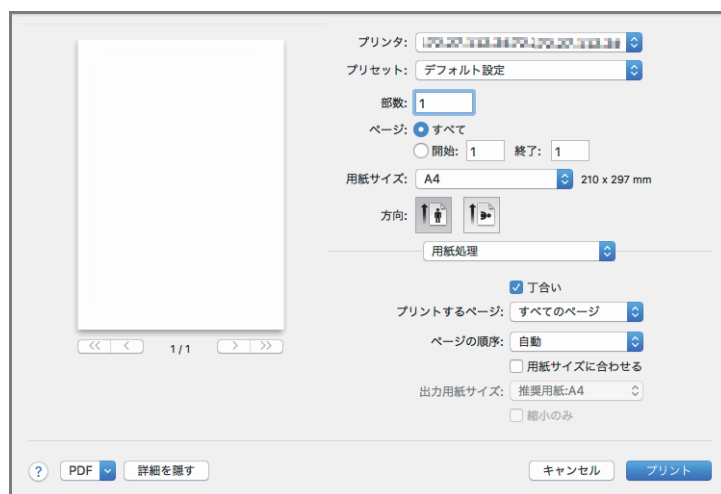 プリンタ:
プリセット: デフォルト設定
部数: 1
ページ: すべて
開始: 1 終了: 1
用紙サイズ: A4 210 x 297 mm
方向:
用紙処理
丁合い
プリントするページ: すべてのページ
ページの順序: 自動
用紙サイズに合わせる
出力用紙サイズ: 推奨用紙:A4
縮小のみ
<< < 1 / 1 > >>
? PDF 詳細を隠す キャンセル プリント